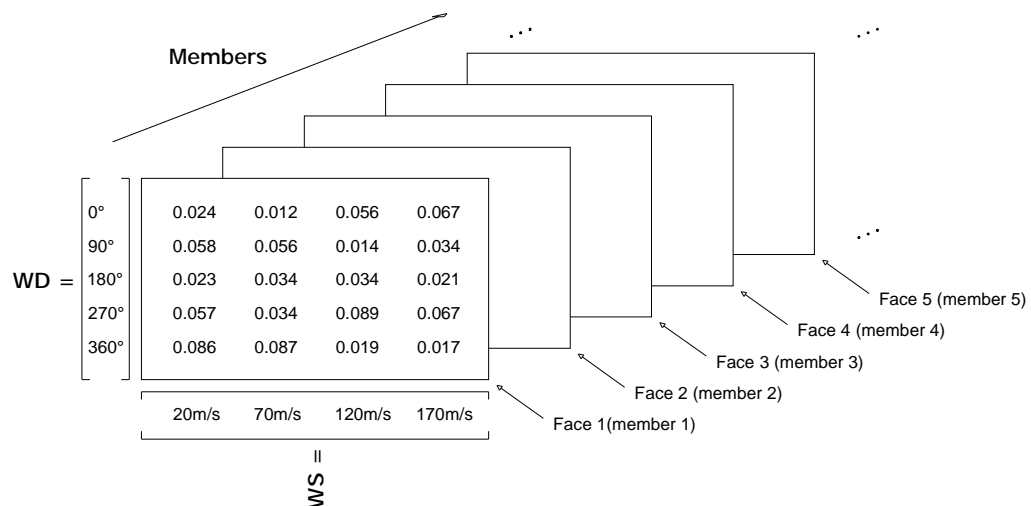 ...
...
Members
0° 0.024 0.012 0.056 0.067
90° 0.058 0.056 0.014 0.034
...
WD = 180° 0.023 0.034 0.034 0.021
Face 5 (member 5)
270° 0.057 0.034 0.089 0.067
Face 4 (member 4)
360° 0.086 0.087 0.019 0.017
Face 3 (member 3)
Face 2 (member 2)
20m/s 70m/s 120m/s 170m/s
Face 1(member 1)
WS =